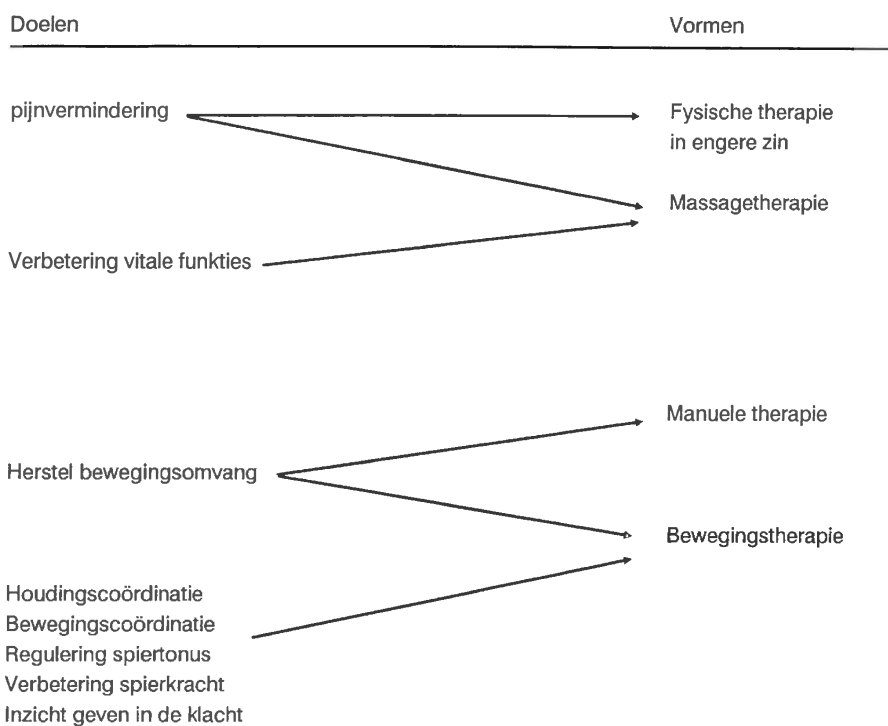 Doelen
Vormen
pijnvermindering
Fysische therapie
in engere zin
Massagetherapie
Verbetering vitale funkties
Manuele therapie
Herstel bewegingsomvang
Bewegingstherapie
Houdingscoördinatie
Bewegingscoördinatie
Regulering spiertonus
Verbetering spierkracht
Inzicht geven in de klacht